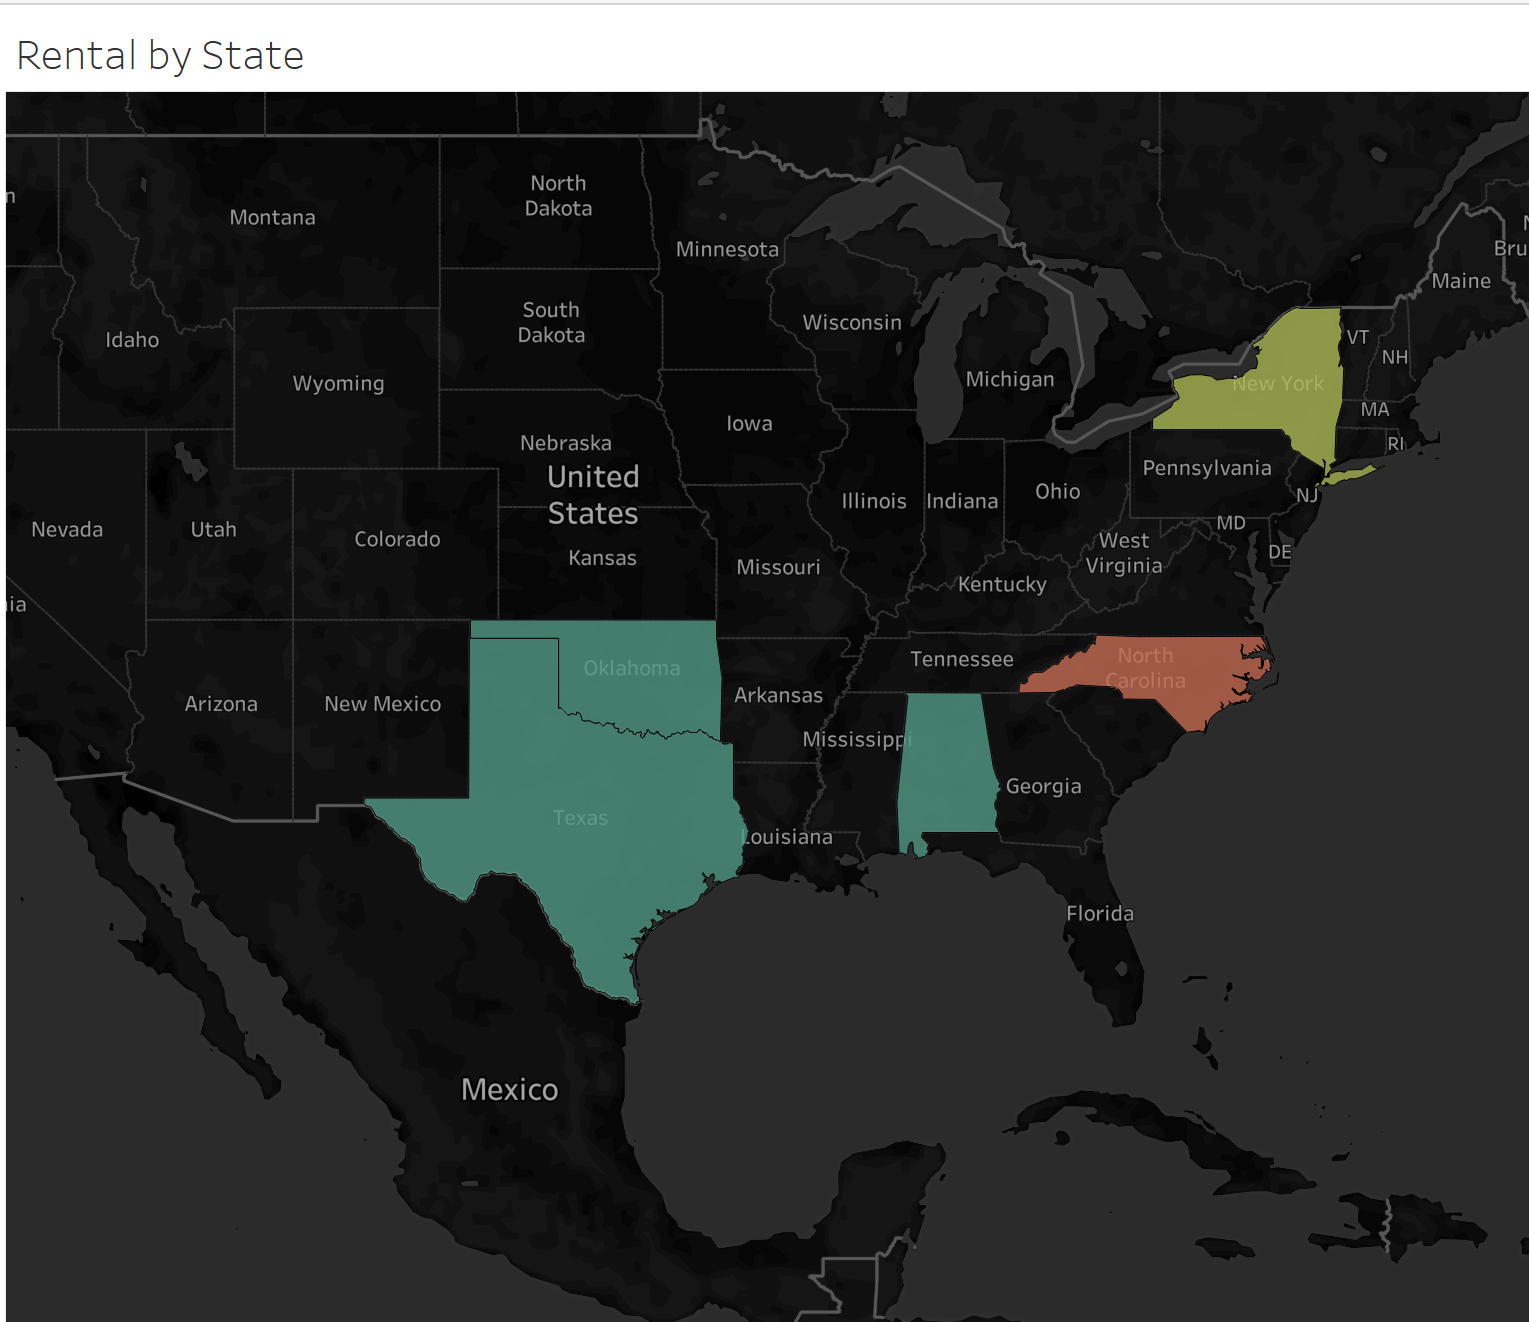 Rental by State
North
Dakota
Montana
Minnesota
Maine
South
Dakota
Wisconsin
Idaho
VT
NH
Wyoming
Michigan
New York
MA
Iowa
Nebraska
RI
United
States
Pennsylvania
Illinois
Indiana
Ohio
NJ
Nevada
Utah
Colorado
MD
West
Virginia
DE
Kansas
Missouri
Kentucky
Oklahoma
Tennessee
North
Carolina
Arizona
New Mexico
Arkansas
Mississippi
Georgia
Texas
Louisiana
Florida
Mexico
n
ia
N
Bru